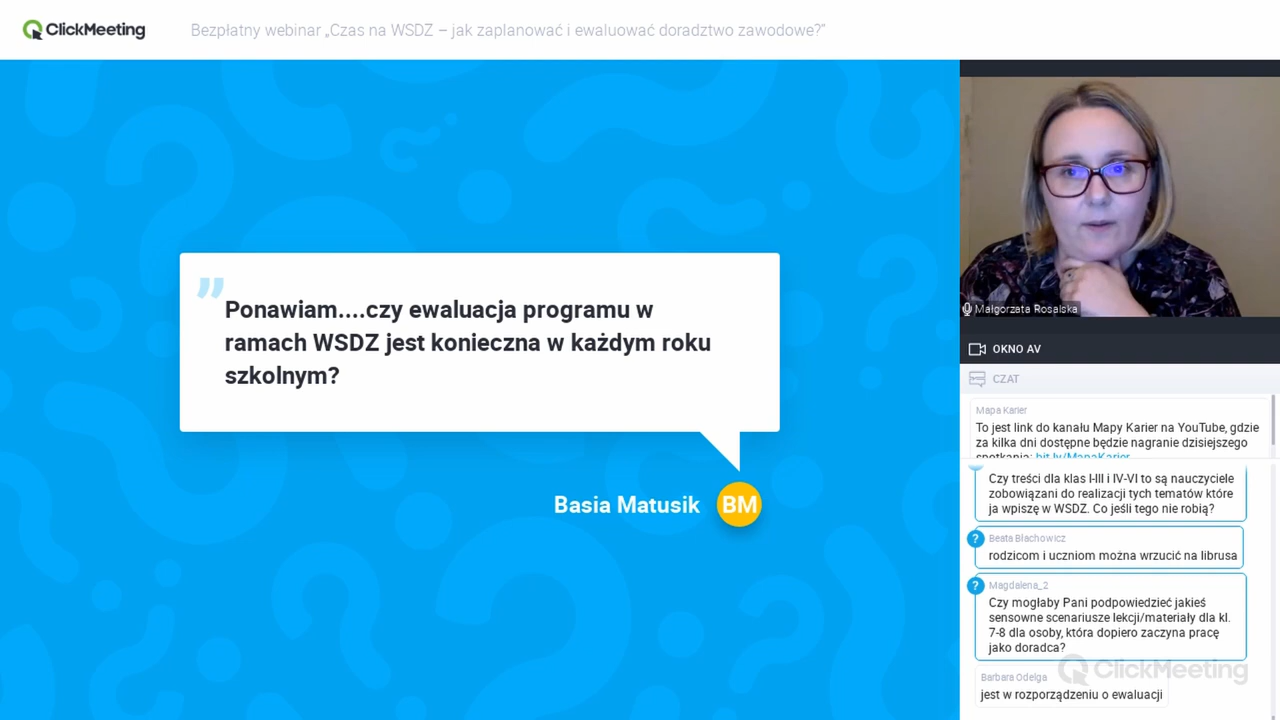 ClickMeeting
Bezpłatny webinar „Czas na WSDZ – jak zaplanować i ewaluować doradztwo zawodowe?”
”
Ponawiam....czy ewaluacja programu w
ramach WSDZ jest konieczna w każdym roku
szkolnym?
Basia Matusik BM
Małgorzata Rosalska
OKNO AV
CZAT
Mapa Karier
To jest link do kanału Mapy Karier na YouTube, gdzie
za kilka dni dostępne będzie nagranie dzisiejszego
spotkania: bit.ly/MapaKarier
Czy treści dla klas I-III i IV-VI to są nauczyciele
zobowiązani do realizacji tych tematów które
ja wpiszę w WSDZ. Co jeśli tego nie robią?
?
Beata Błachowicz
rodzicom i uczniom można wrzucić na librusa
?
Magdalena_2
Czy mogłaby Pani podpowiedzieć jakieś
sensowne scenariusze lekcji/materiały dla kl.
7-8 dla osoby, która dopiero zaczyna pracę
jako doradca?
ClickMeeting
Barbara Odelga
jest w rozporządzeniu o ewaluacji